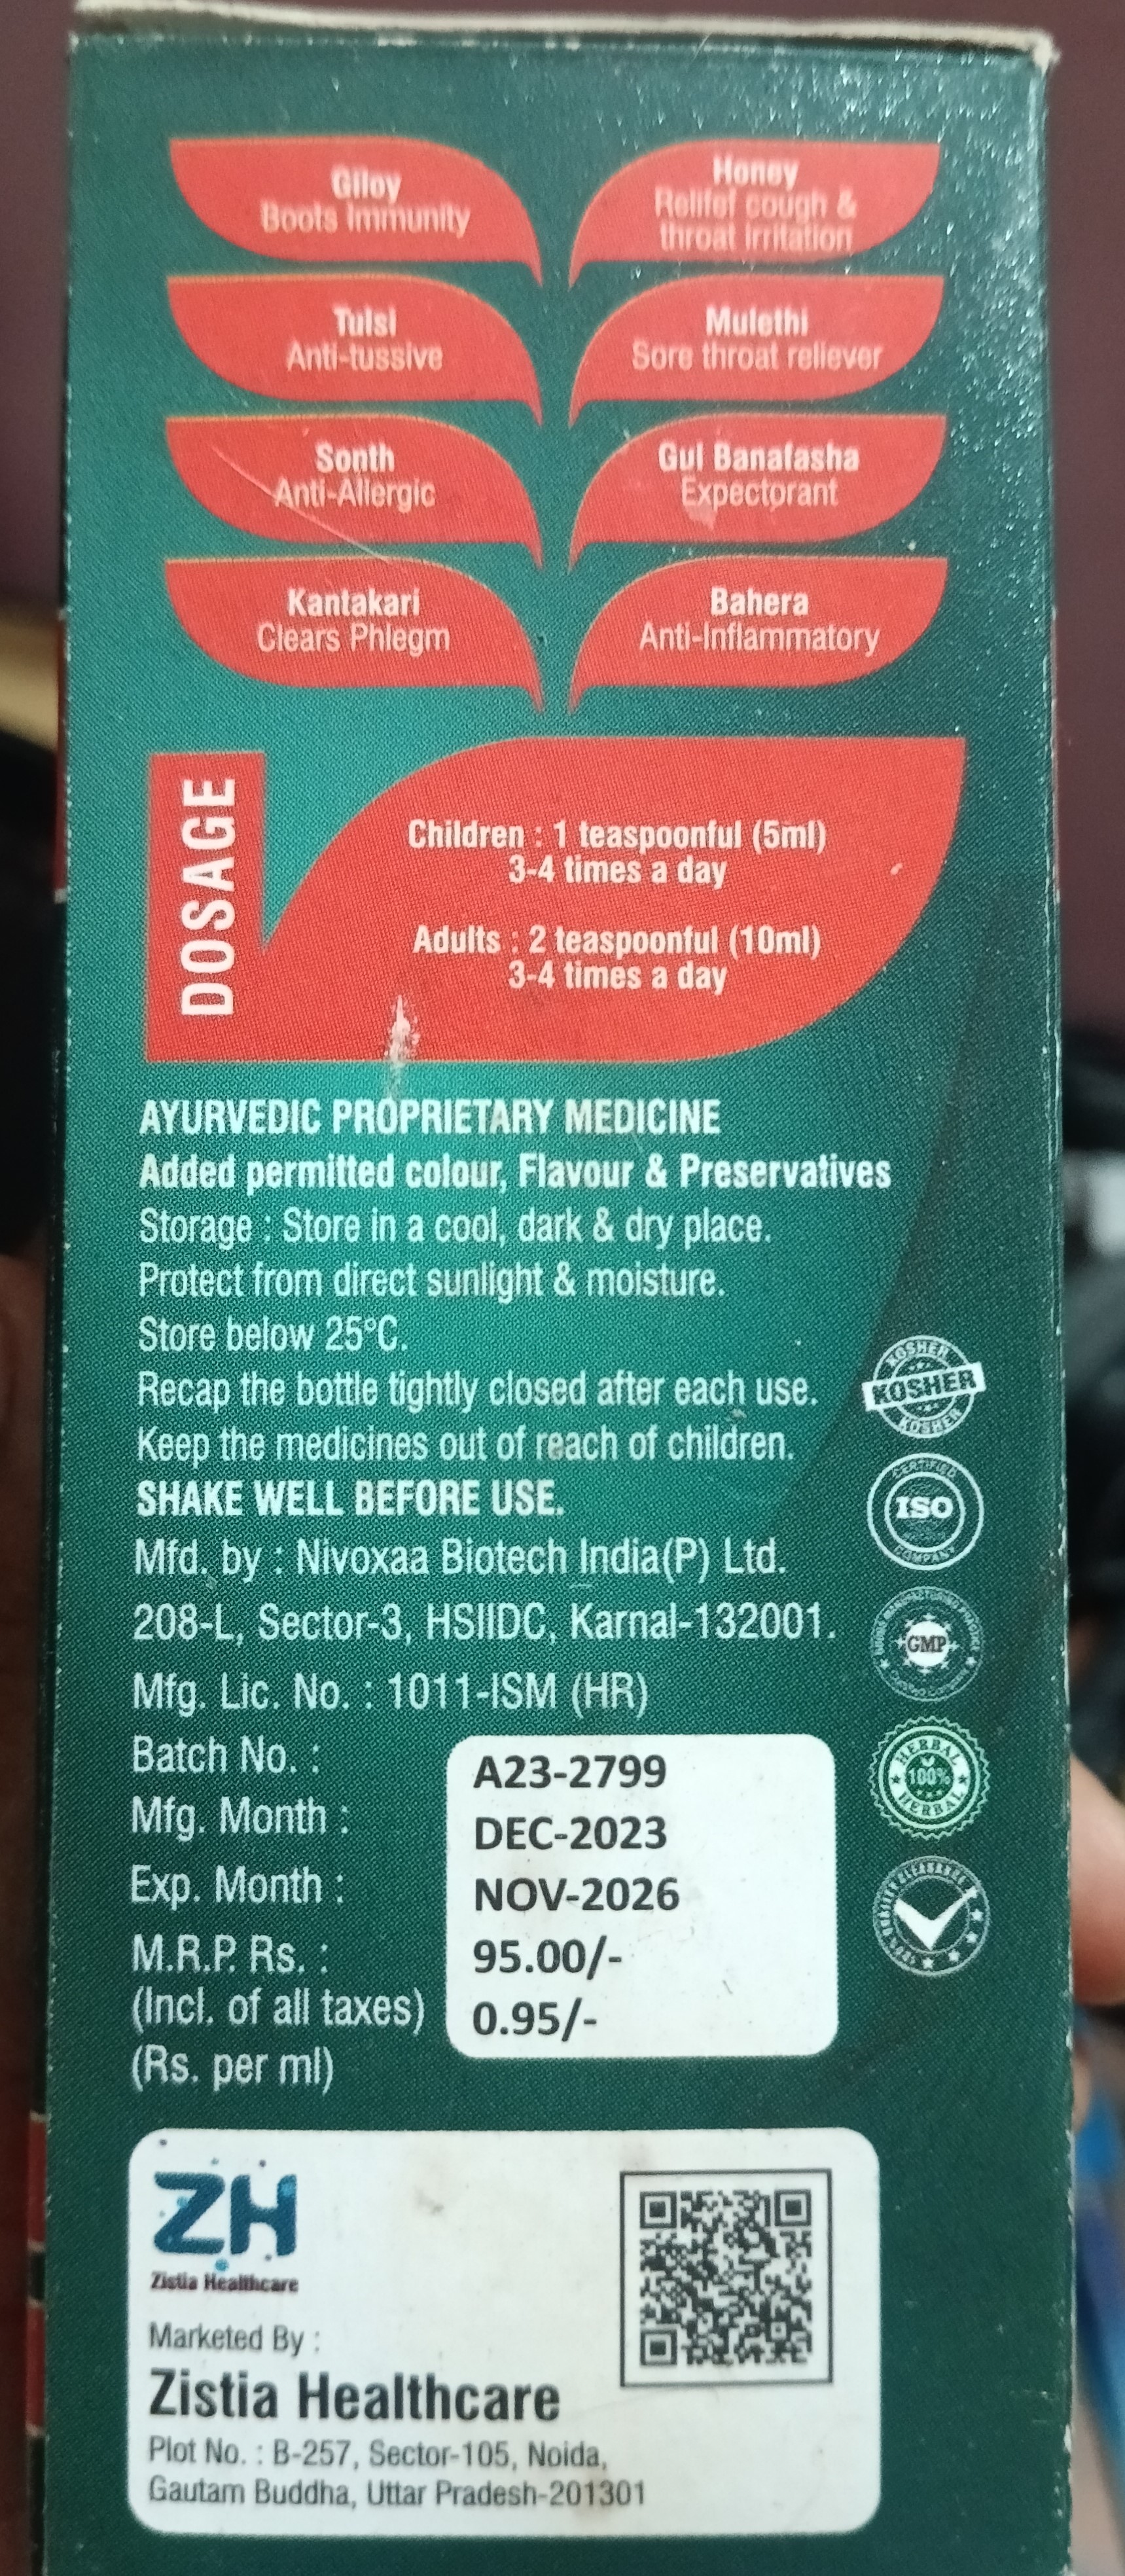 Giloy
Boots Immunity
Honey
Relifef cough &
throat irritation
Tulsi
Anti-tussive
Mulethi
Sore throat reliever
Sonth
Anti-Allergic
Gul Banafasha
Expectorant
Kantakari
Clears Phlegm
Bahera
Anti-Inflammatory
DOSAGE
Children : 1 teaspoonful (5ml)
3-4 times a day
Adults : 2 teaspoonful (10ml)
3-4 times a day
AYURVEDIC PROPRIETARY MEDICINE
Added permitted colour, Flavour & Preservatives
Storage : Store in a cool, dark & dry place.
Protect from direct sunlight & moisture.
Store below 25°C.
Recap the bottle tightly closed after each use.
Keep the medicines out of reach of children.
SHAKE WELL BEFORE USE.
Mfd. by : Nivoxaa Biotech India(P) Ltd.
208-L, Sector-3, HSIIDC, Karnal-132001.
Mfg. Lic. No. : 1011-ISM (HR)
Batch No. : A23-2799
Mfg. Month : DEC-2023
Exp. Month : NOV-2026
M.R.P. Rs. : 95.00/-
(Incl. of all taxes) 0.95/-
(Rs. per ml)
KOSHER
KOSHER
KOSHER
CERTIFIED
ISO
COMPANY
GMP
HERBAL
100%
HERBAL
ZH
Zistia Healthcare
Marketed By :
Zistia Healthcare
Plot No. : B-257, Sector-105, Noida,
Gautam Buddha, Uttar Pradesh-201301